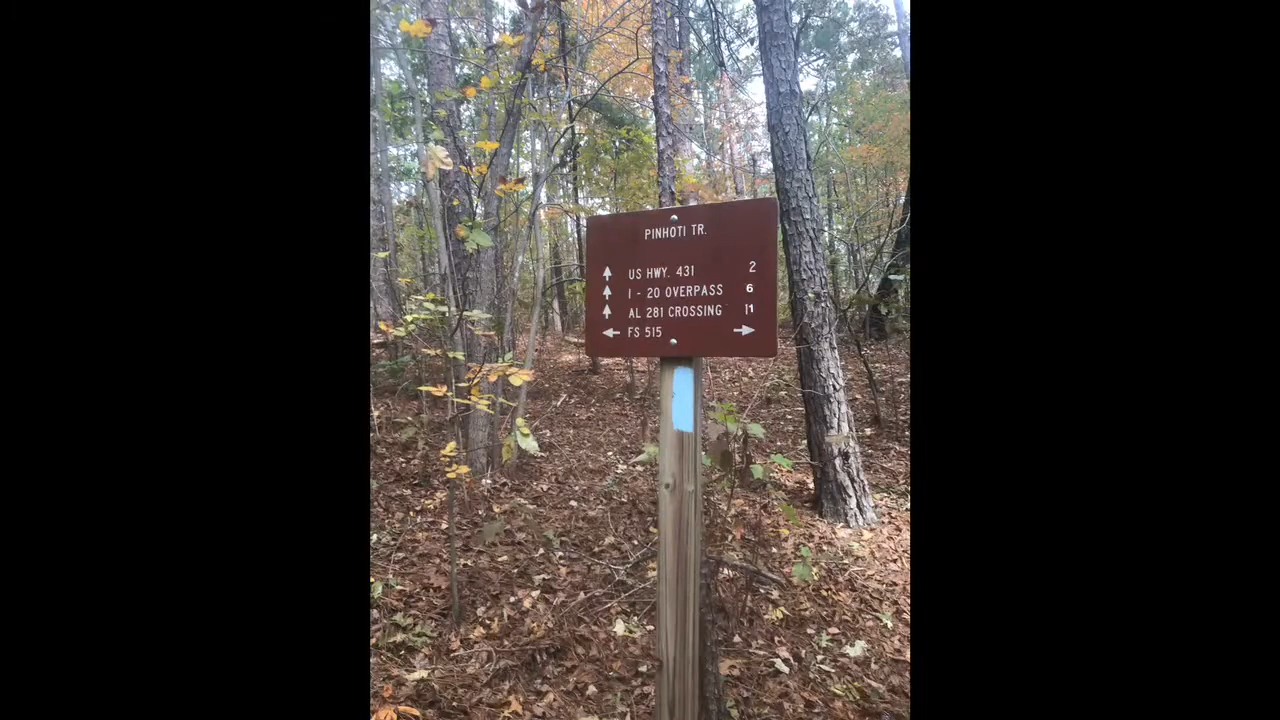 PINHOTI TR.
US HWY. 431 2
I - 20 OVERPASS 6
AL 281 CROSSING 11
FS 515